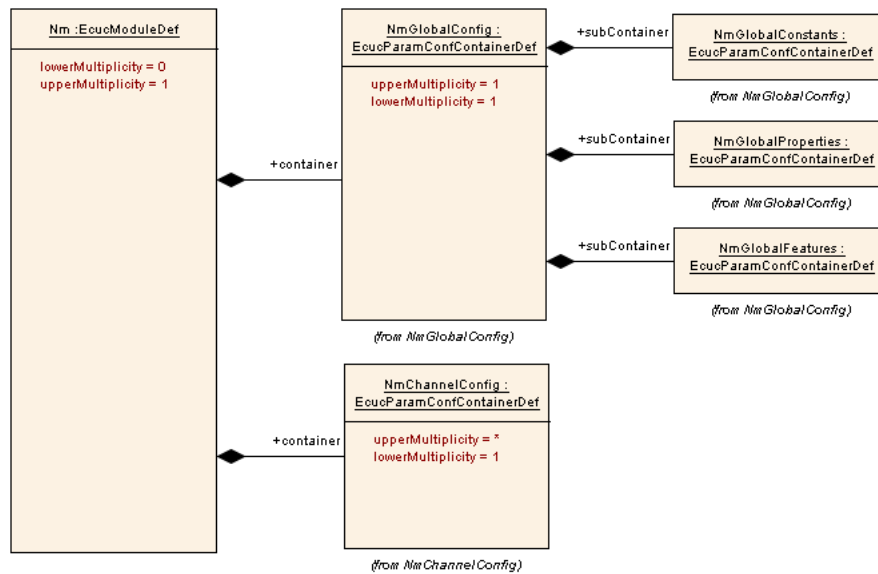 Nm :EcucModuleDef
lowerMultiplicity = 0
upperMultiplicity = 1
+container
NmGlobalConfig :
EcucParamConfContainerDef
upperMultiplicity = 1
lowerMultiplicity = 1
(from NmGlobalConfig)
+subContainer
NmGlobalConstants :
EcucParamConfContainerDef
(from NmGlobalConfig)
+subContainer
NmGlobalProperties :
EcucParamConfContainerDef
(from NmGlobalConfig)
+subContainer
NmGlobalFeatures :
EcucParamConfContainerDef
(from NmGlobalConfig)
+container
NmChannelConfig :
EcucParamConfContainerDef
upperMultiplicity = *
lowerMultiplicity = 1
(from NmChannelConfig)